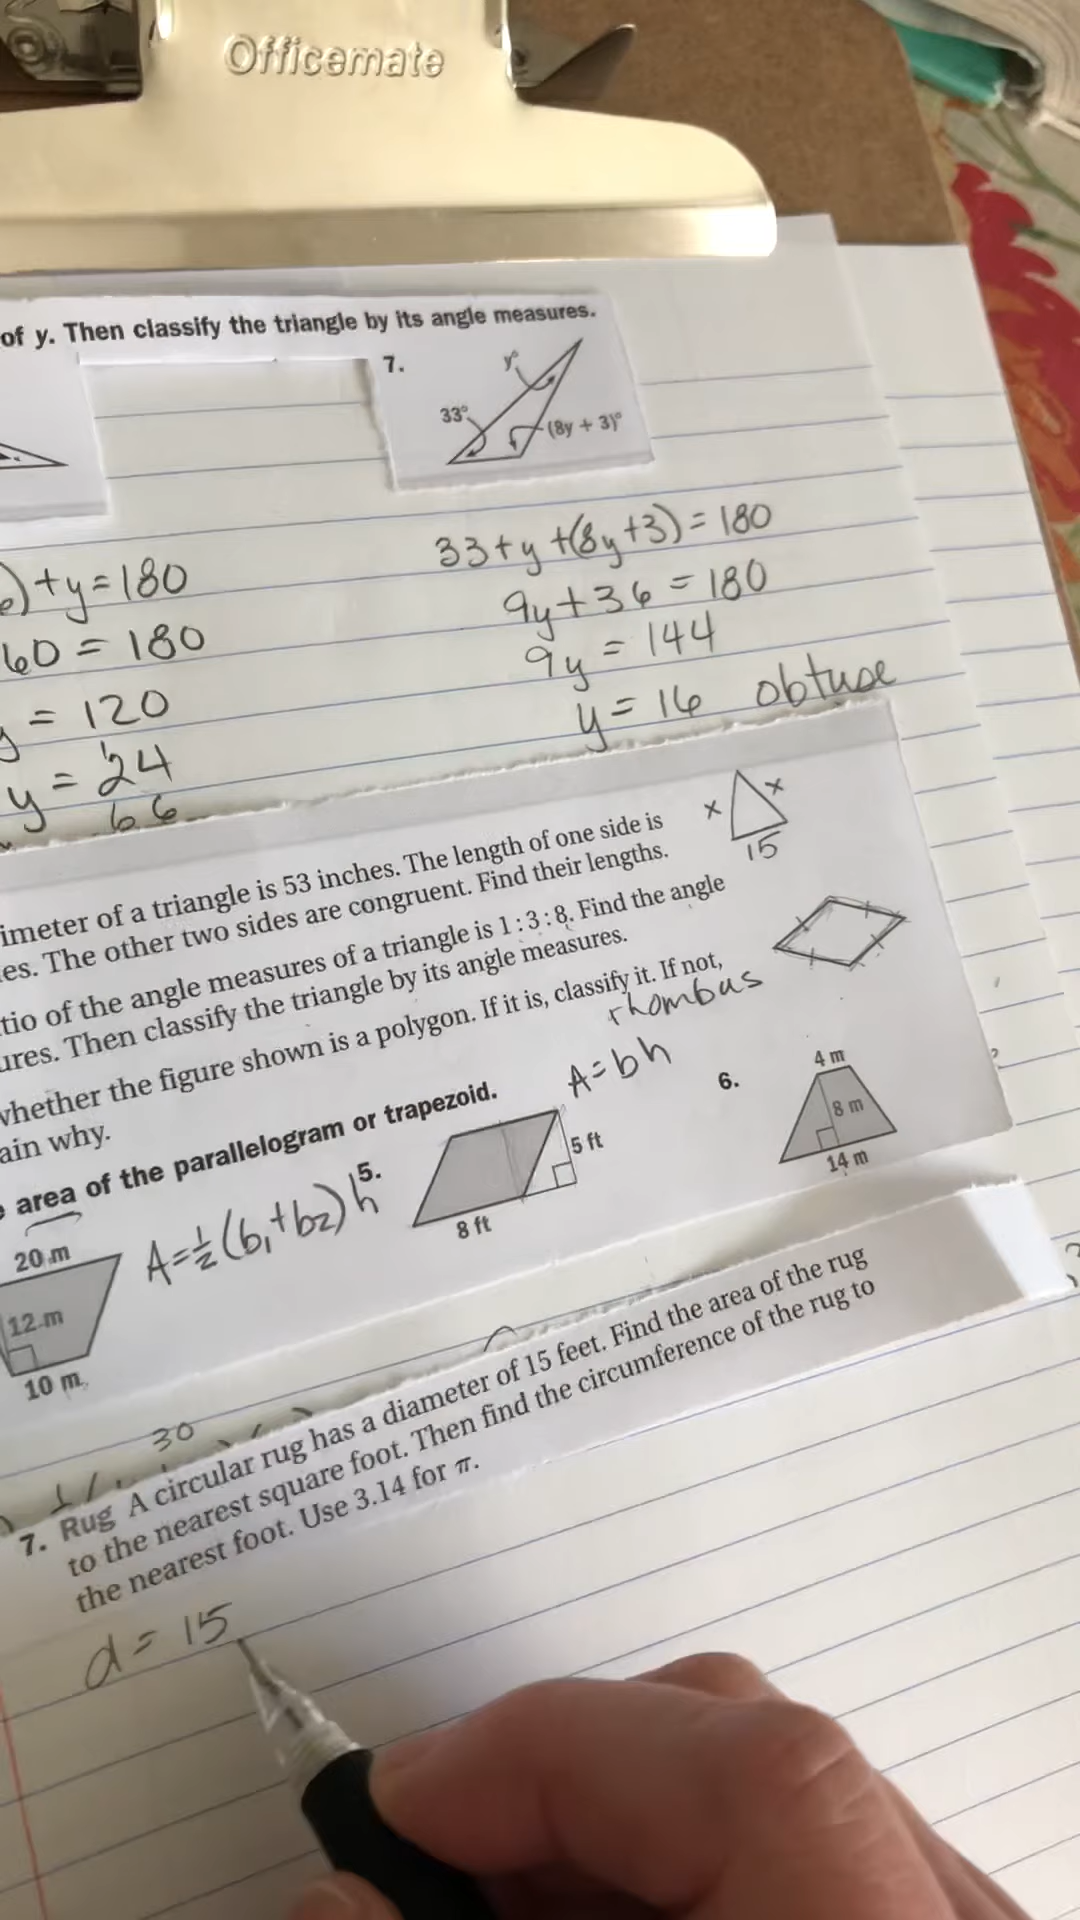 Officemate
of y. Then classify the triangle by its angle measures.
7.
y°
33°
(8y + 3)°
) + y = 180
60 = 180
= 120
y = 24
66
33 + y + (8y + 3) = 180
9y + 36 = 180
9y = 144
y = 16 obtuse
imeter of a triangle is 53 inches. The length of one side is
es. The other two sides are congruent. Find their lengths.
x
x
15
tio of the angle measures of a triangle is 1 : 3 : 8. Find the angle
ures. Then classify the triangle by its angle measures.
whether the figure shown is a polygon. If it is, classify it. If not,
ain why.
rhombus
area of the parallelogram or trapezoid.
A = bh
20 m
12 m
10 m
A = ½ (b₁ + b₂) h
5.
5 ft
8 ft
6.
4 m
8 m
14 m
30
7. Rug A circular rug has a diameter of 15 feet. Find the area of the rug
to the nearest square foot. Then find the circumference of the rug to
the nearest foot. Use 3.14 for π.
d = 15